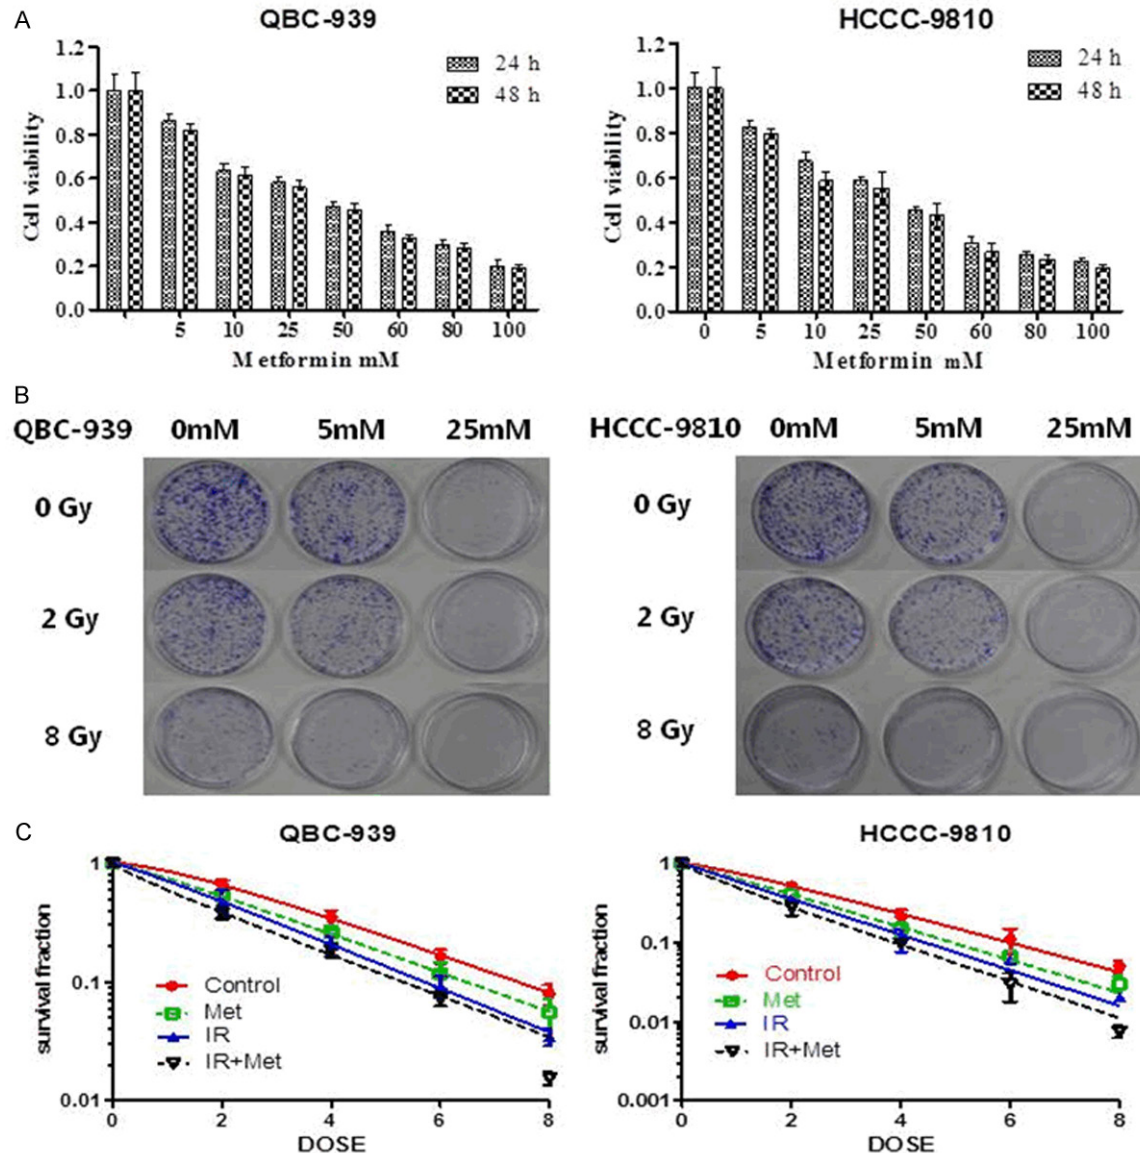 A
QBC-939
1.2
1.0
0.8
0.6
0.4
0.2
0.0
Cell viability
24 h
48 h
5 10 25 50 60 80 100
Metformin mM
HCCC-9810
1.2
1.0
0.8
0.6
0.4
0.2
0.0
Cell viability
24 h
48 h
0 5 10 25 50 60 80 100
Metformin mM
B
QBC-939 0mM 5mM 25mM
0 Gy
2 Gy
8 Gy
HCCC-9810 0mM 5mM 25mM
0 Gy
2 Gy
8 Gy
C
QBC-939
1
0.1
0.01
survival fraction
Control
Met
IR
IR+Met
0 2 4 6 8
DOSE
HCCC-9810
1
0.1
0.01
0.001
survival fraction
Control
Met
IR
IR+Met
0 2 4 6 8
DOSE